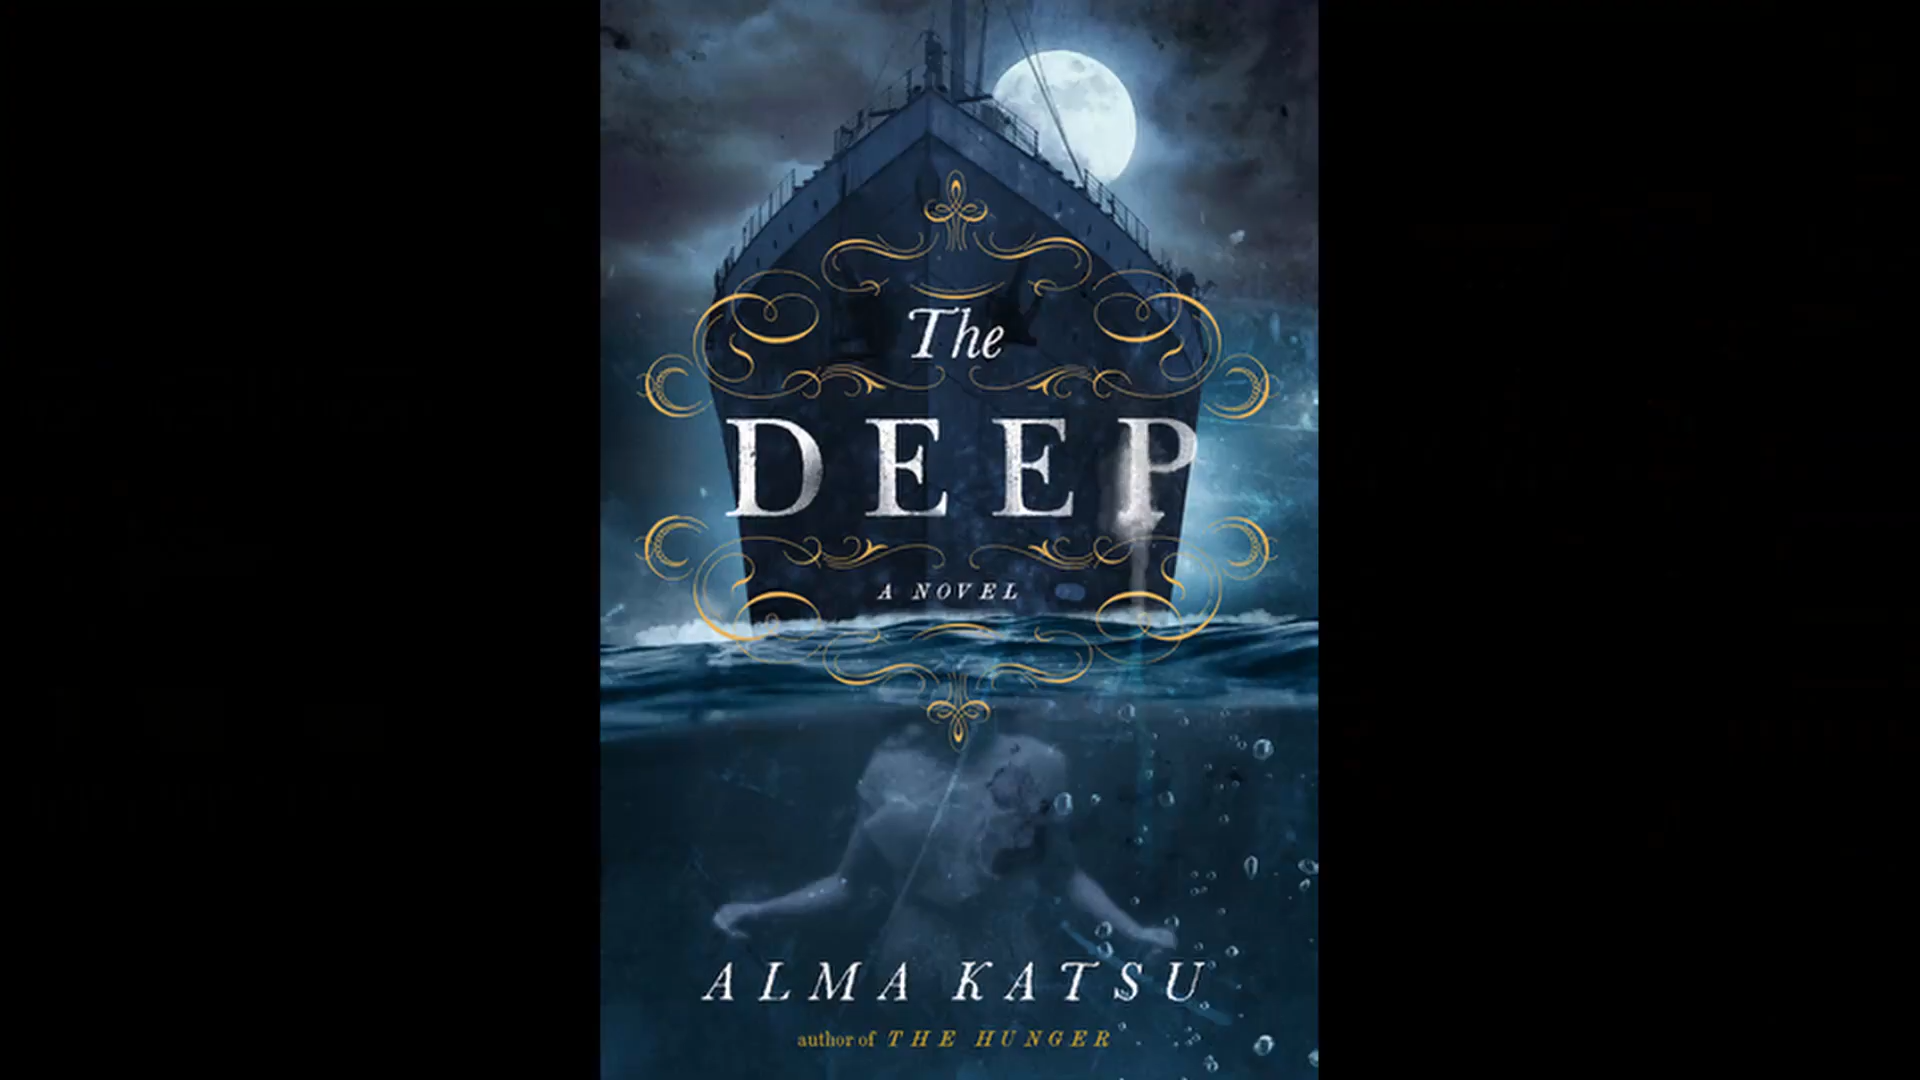 The
DEEP
A NOVEL
ALMA KATSU
author of THE HUNGER